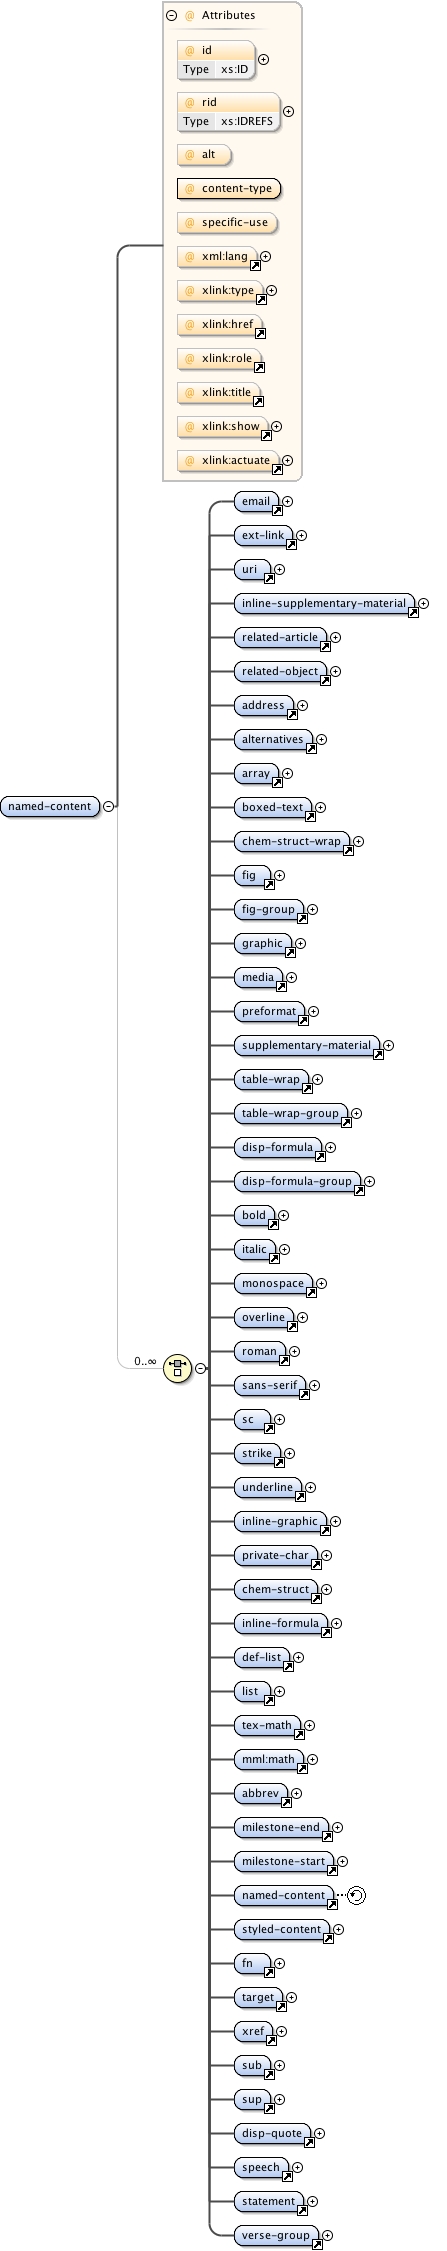 @ Attributes
@ id
Type xs:ID
@ rid
Type xs:IDREFS
@ alt
@ content-type
@ specific-use
@ xml:lang
@ xlink:type
@ xlink:href
@ xlink:role
@ xlink:title
@ xlink:show
@ xlink:actuate
named-content
0..∞
email
ext-link
uri
inline-supplementary-material
related-article
related-object
address
alternatives
array
boxed-text
chem-struct-wrap
fig
fig-group
graphic
media
preformat
supplementary-material
table-wrap
table-wrap-group
disp-formula
disp-formula-group
bold
italic
monospace
overline
roman
sans-serif
sc
strike
underline
inline-graphic
private-char
chem-struct
inline-formula
def-list
list
tex-math
mml:math
abbrev
milestone-end
milestone-start
named-content
styled-content
fn
target
xref
sub
sup
disp-quote
speech
statement
verse-group